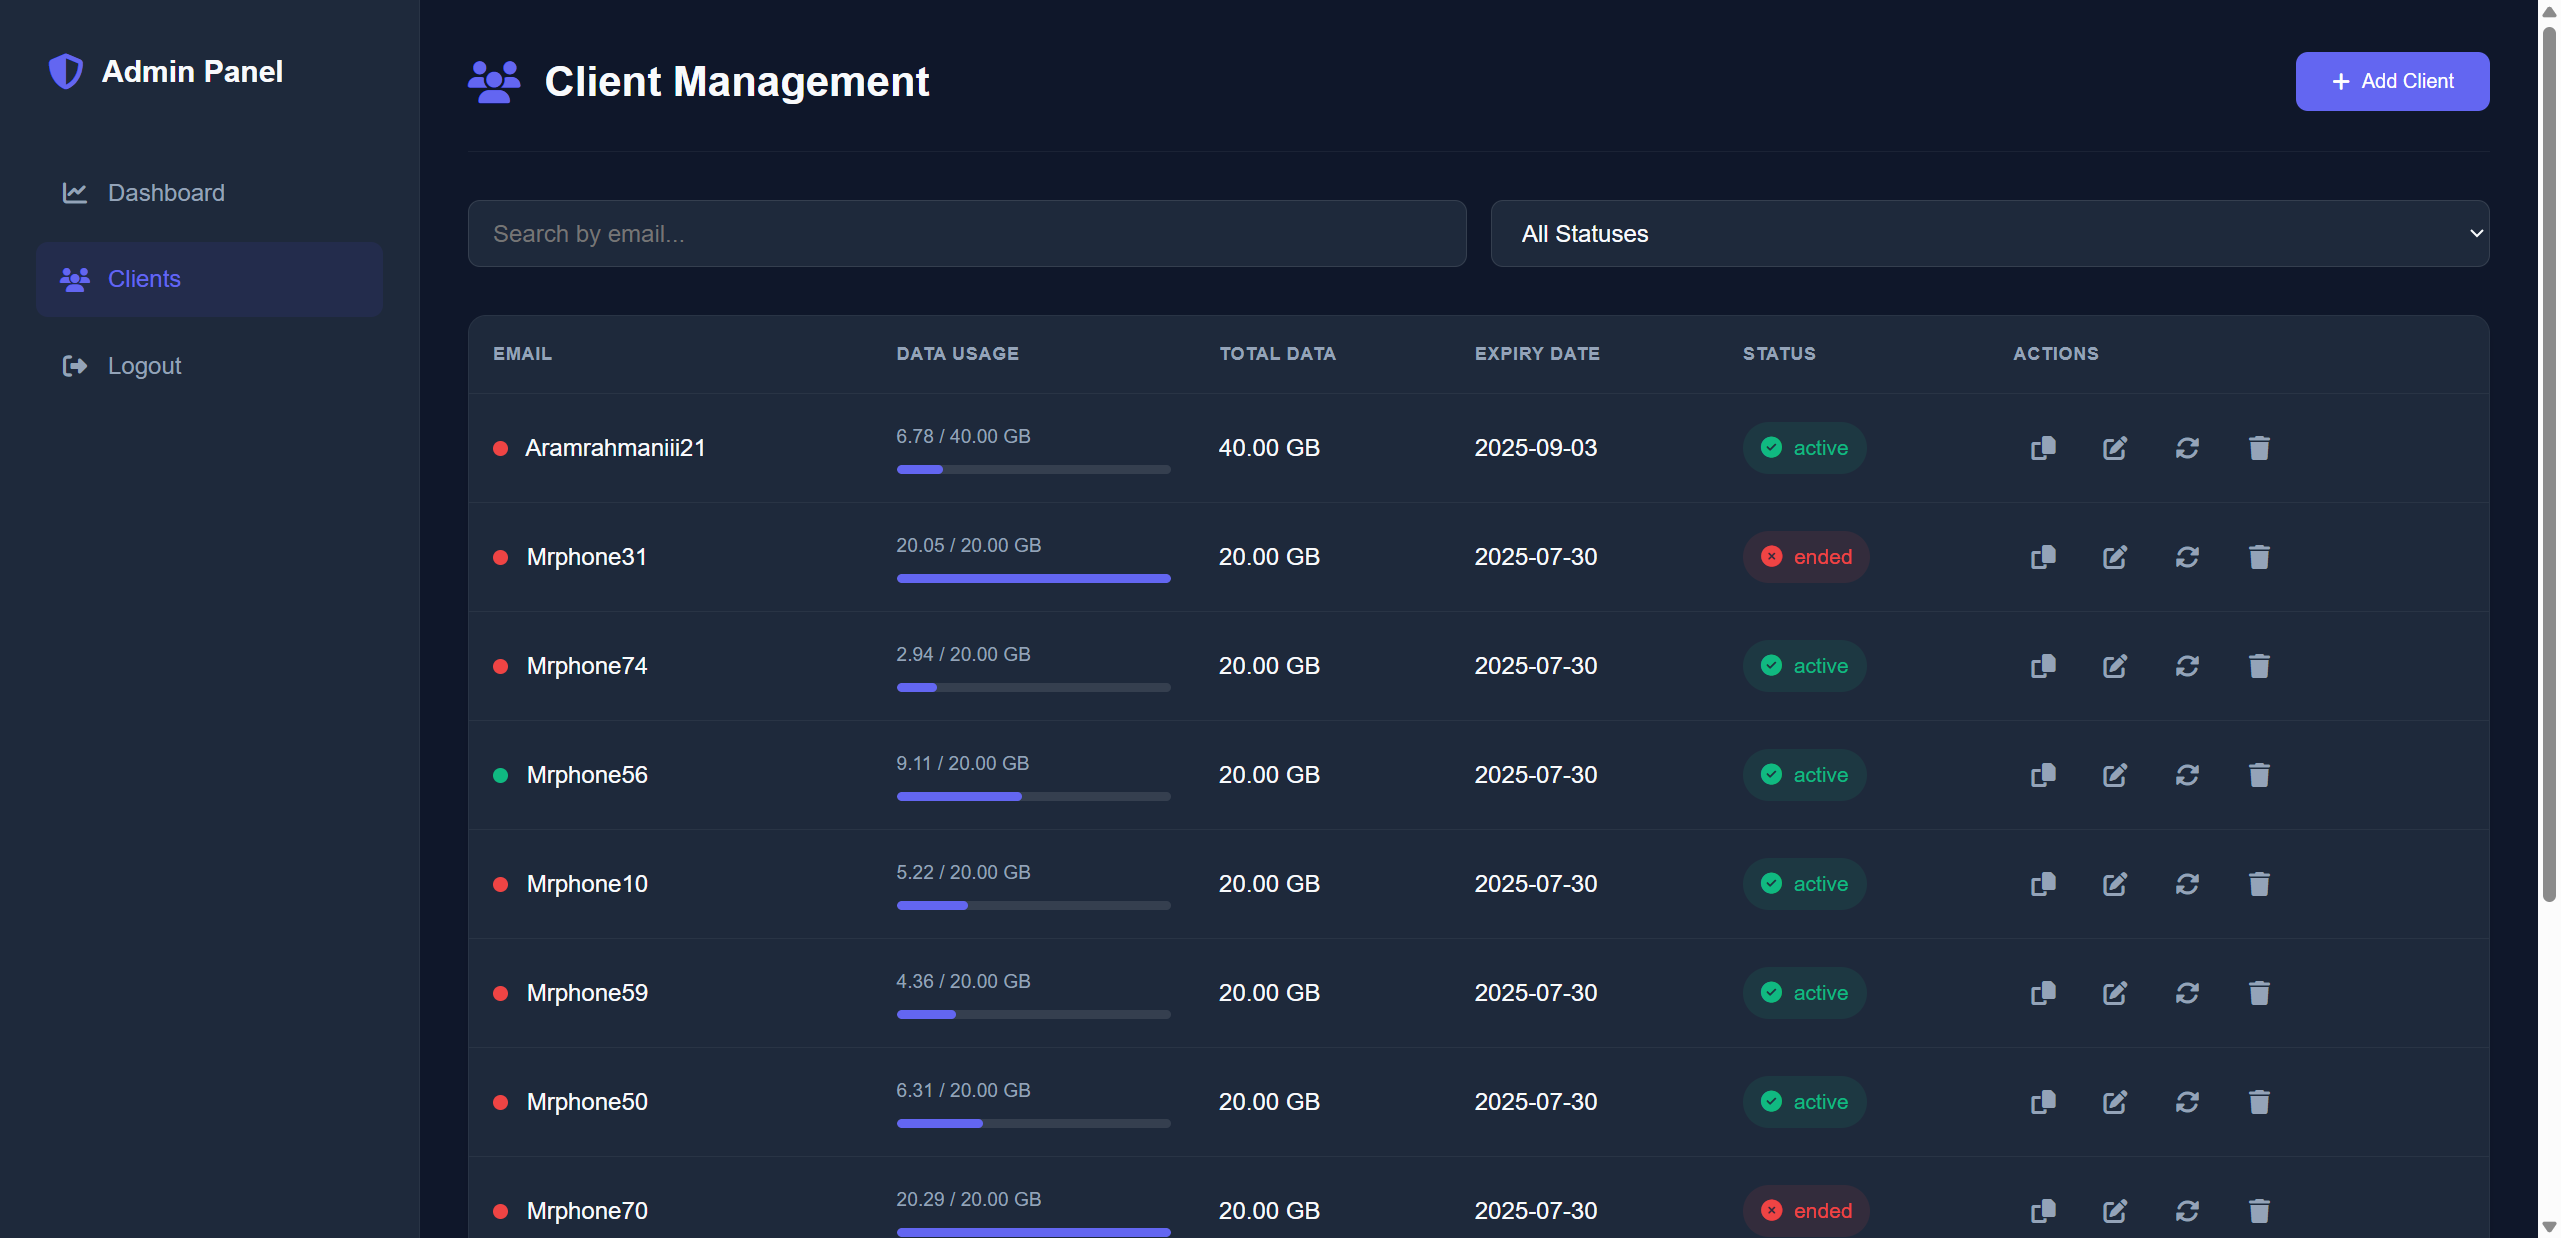 Admin Panel
Dashboard
Clients
Logout
Client Management
Add Client
Search by email...
All Statuses
EMAIL DATA USAGE TOTAL DATA EXPIRY DATE STATUS ACTIONS
Aramrahmaniii21 6.78 / 40.00 GB 40.00 GB 2025-09-03 active
Mrphone31 20.05 / 20.00 GB 20.00 GB 2025-07-30 ended
Mrphone74 2.94 / 20.00 GB 20.00 GB 2025-07-30 active
Mrphone56 9.11 / 20.00 GB 20.00 GB 2025-07-30 active
Mrphone10 5.22 / 20.00 GB 20.00 GB 2025-07-30 active
Mrphone59 4.36 / 20.00 GB 20.00 GB 2025-07-30 active
Mrphone50 6.31 / 20.00 GB 20.00 GB 2025-07-30 active
Mrphone70 20.29 / 20.00 GB 20.00 GB 2025-07-30 ended